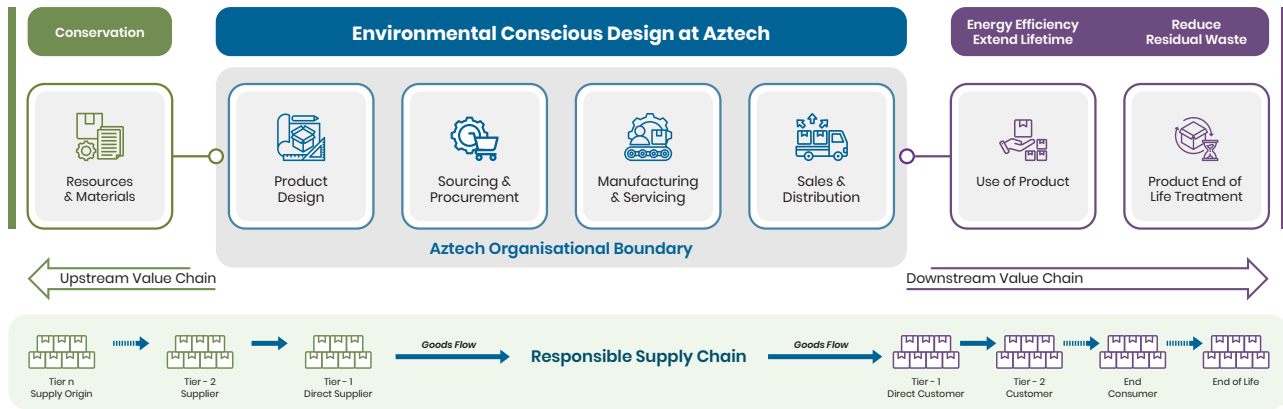 Conservation
Environmental Conscious Design at Aztech
Energy Efficiency
Extend Lifetime
Reduce
Residual Waste
Resources
& Materials
Product
Design
Sourcing &
Procurement
Manufacturing
& Servicing
Sales &
Distribution
Use of Product
Product End of
Life Treatment
Aztech Organisational Boundary
Upstream Value Chain
Downstream Value Chain
Goods Flow
Responsible Supply Chain
Goods Flow
Tier n
Supply Origin
Tier - 2
Supplier
Tier - 1
Direct Supplier
Tier - 1
Direct Customer
Tier - 2
Customer
End
Consumer
End of Life